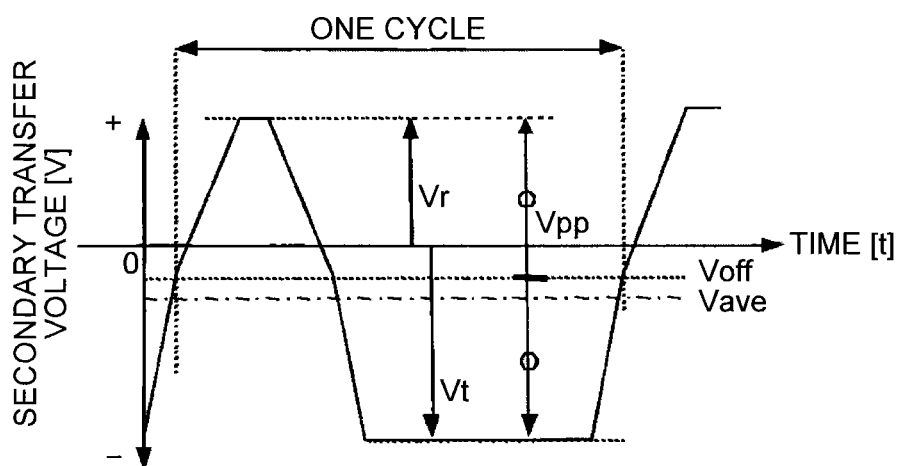 ONE CYCLE
SECONDARY TRANSFER
VOLTAGE [V]
+
Vr
Vpp
TIME [t]
0
Voff
Vave
Vt
−